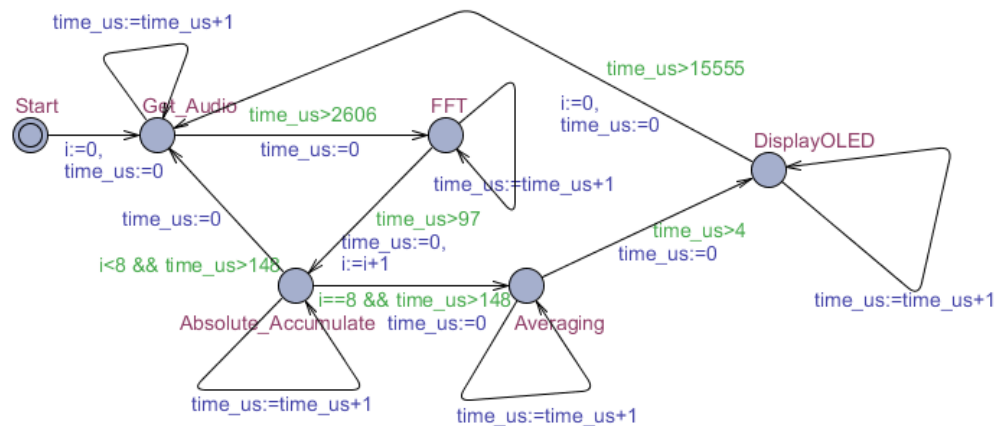 time_us:=time_us+1
Start
Get_Audio
i:=0,
time_us:=0
time_us>2606
time_us:=0
FFT
time_us:=time_us+1
time_us>15555
i:=0,
time_us:=0
DisplayOLED
time_us:=time_us+1
time_us:=0
i<8 && time_us>148
time_us>97
time_us:=0,
i:=i+1
Absolute_Accumulate
i==8 && time_us>148
time_us:=0
Averaging
time_us>4
time_us:=0
time_us:=time_us+1
time_us:=time_us+1